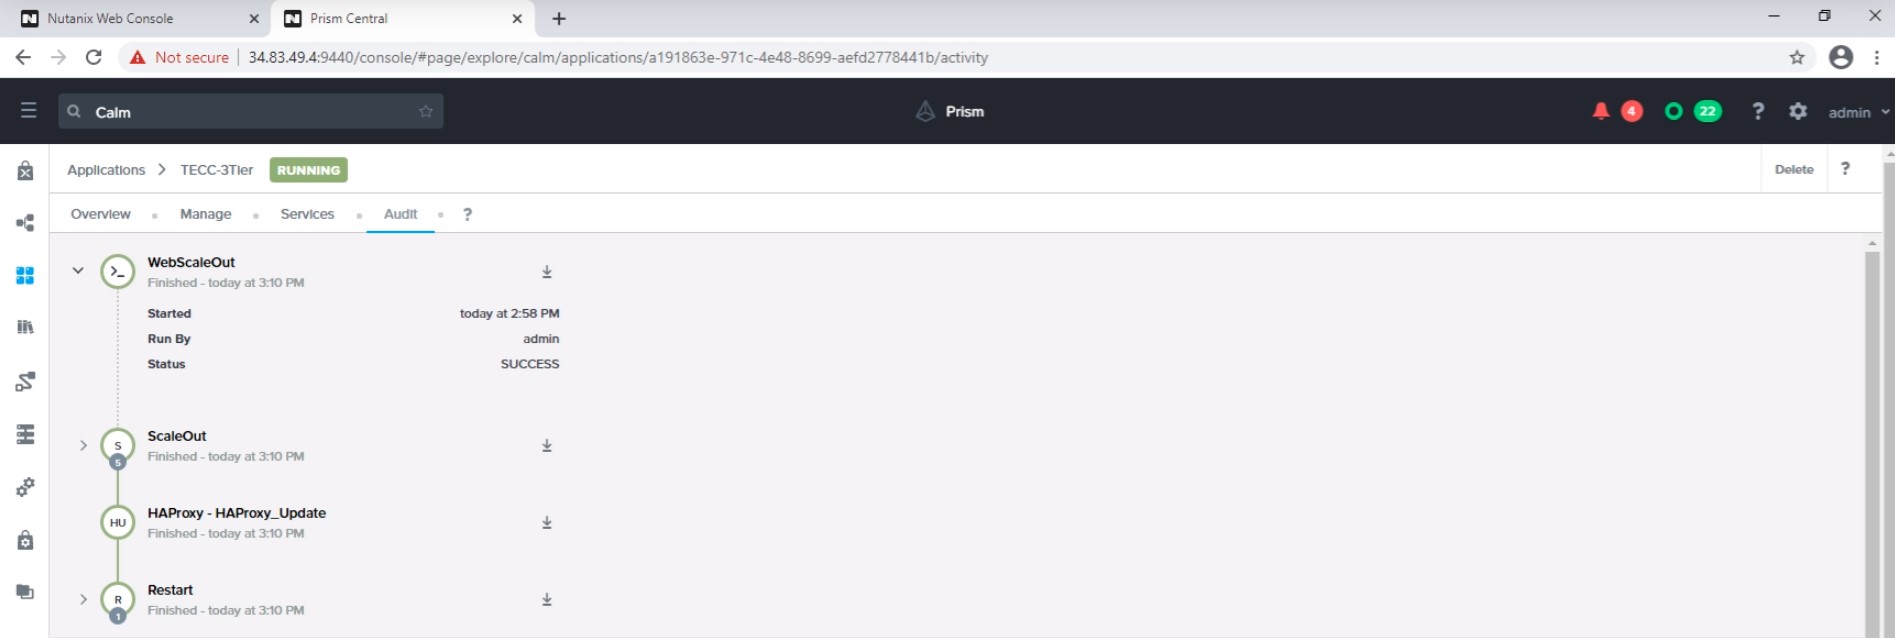 Nutanix Web Console
Prism Central
Not secure | 34.83.49.4:9440/console/#page/explore/calm/applications/a191863e-971c-4e48-8699-aefd2778441b/activity
Calm
Prism
4
22
?
admin
Applications > TECC-3Tier RUNNING
Delete
?
Overview
Manage
Services
Audit
?
WebScaleOut
Finished - today at 3:10 PM
Started today at 2:58 PM
Run By admin
Status SUCCESS
S
5
ScaleOut
Finished - today at 3:10 PM
HU
HAProxy - HAProxy_Update
Finished - today at 3:10 PM
R
1
Restart
Finished - today at 3:10 PM